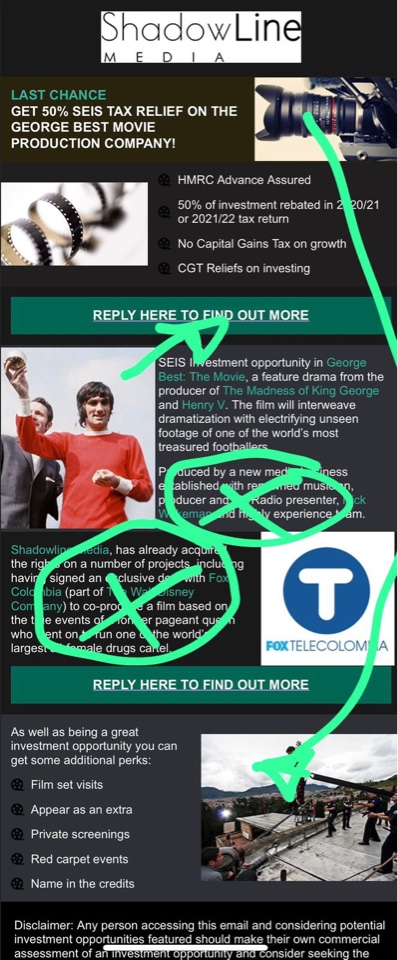 ShadowLine
MEDIA
LAST CHANCE
GET 50% SEIS TAX RELIEF ON THE
GEORGE BEST MOVIE
PRODUCTION COMPANY!
HMRC Advance Assured
50% of investment rebated in 2020/21
or 2021/22 tax return
No Capital Gains Tax on growth
CGT Reliefs on investing
REPLY HERE TO FIND OUT MORE
SEIS Investment opportunity in George
Best: The Movie, a feature drama from the
producer of The Madness of King George
and Henry V. The film will interweave
dramatization with electrifying unseen
footage of one of the world's most
treasured footballers.
Produced by a new media business
established with renowned musician,
producer and Radio presenter, Rick
Wakeman and highly experience team.
Shadowline Media, has already acquired
the rights on a number of projects, including
having signed an exclusive deal with Fox
Colombia (part of The Walt Disney
Company) to co-produce a film based on
the true events of a former pageant queen
who went on to run one of the world's
largest all female drugs cartel.
T
FOXTELECOLOMBIA
REPLY HERE TO FIND OUT MORE
As well as being a great
investment opportunity you can
get some additional perks:
Film set visits
Appear as an extra
Private screenings
Red carpet events
Name in the credits
Disclaimer: Any person accessing this email and considering potential
investment opportunities featured should make their own commercial
assessment of an investment opportunity and consider seeking the